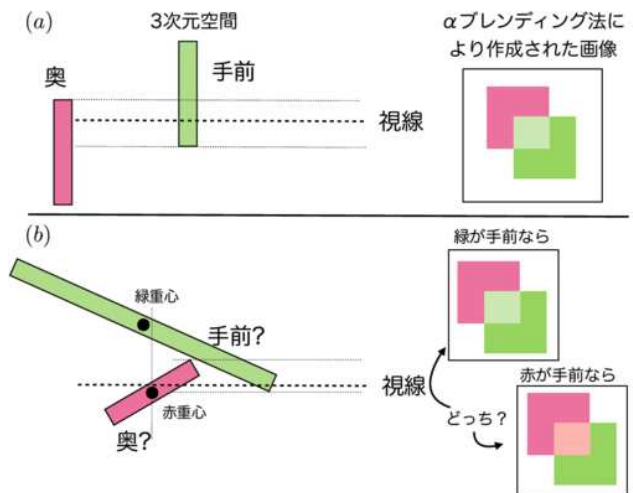 (a)
3次元空間
αブレンディング法に
より作成された画像
奥
手前
視線
(b)
緑が手前なら
緑重心
手前?
視線
赤が手前なら
赤重心
どっち?
奥?